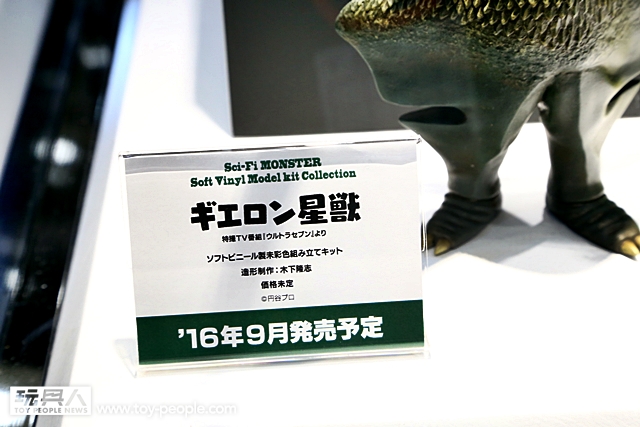 Sci-Fi MONSTER
Soft Vinyl Model kit Collection
ギエロン星獣
特撮TV番組『ウルトラセブン』より
ソフトビニール製未彩色組み立てキット
造形制作：木下隆志
価格未定
©円谷プロ
’16年9月発売予定
玩具人
TOY PEOPLE NEWS
www.toy-people.com